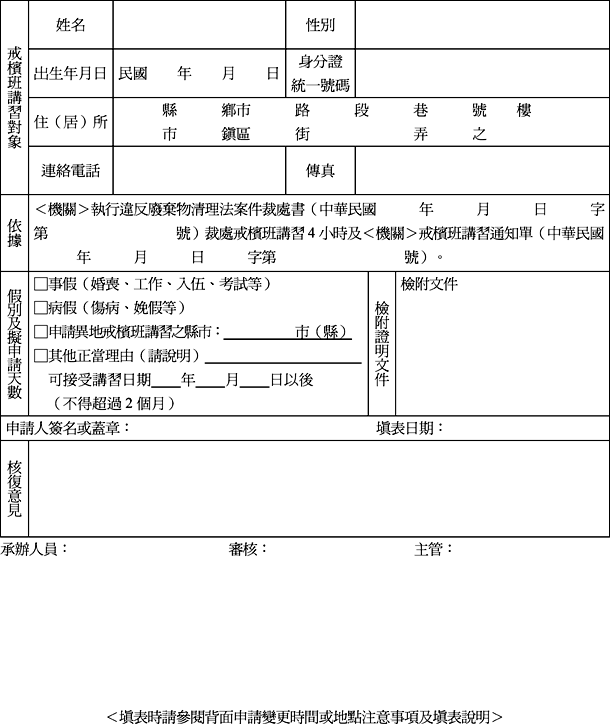 戒檳班講習對象
姓名
性別
出生年月日
民國 年 月 日
身分證
統一號碼
住（居）所
縣 鄉市 路 段 巷 號 樓
市 鎮區 街 弄 之
連絡電話
傳真
依據
＜機關＞執行違反廢棄物清理法案件裁處書（中華民國 年 月 日 字
第 號）裁處戒檳班講習４小時及＜機關＞戒檳班講習通知單（中華民國
年 月 日 字第 號）。
假別及擬申請天數
□事假（婚喪、工作、入伍、考試等）
□病假（傷病、娩假等）
□申請異地戒檳班講習之縣市：＿＿＿＿市（縣）
□其他正當理由（請說明）＿＿＿＿＿＿＿＿
可接受講習日期＿＿年＿＿月＿＿日以後
（不得超過２個月）
檢附證明文件
檢附文件
申請人簽名或蓋章： 填表日期：
核復意見
承辦人員： 審核： 主管：
＜填表時請參閱背面申請變更時間或地點注意事項及填表說明＞